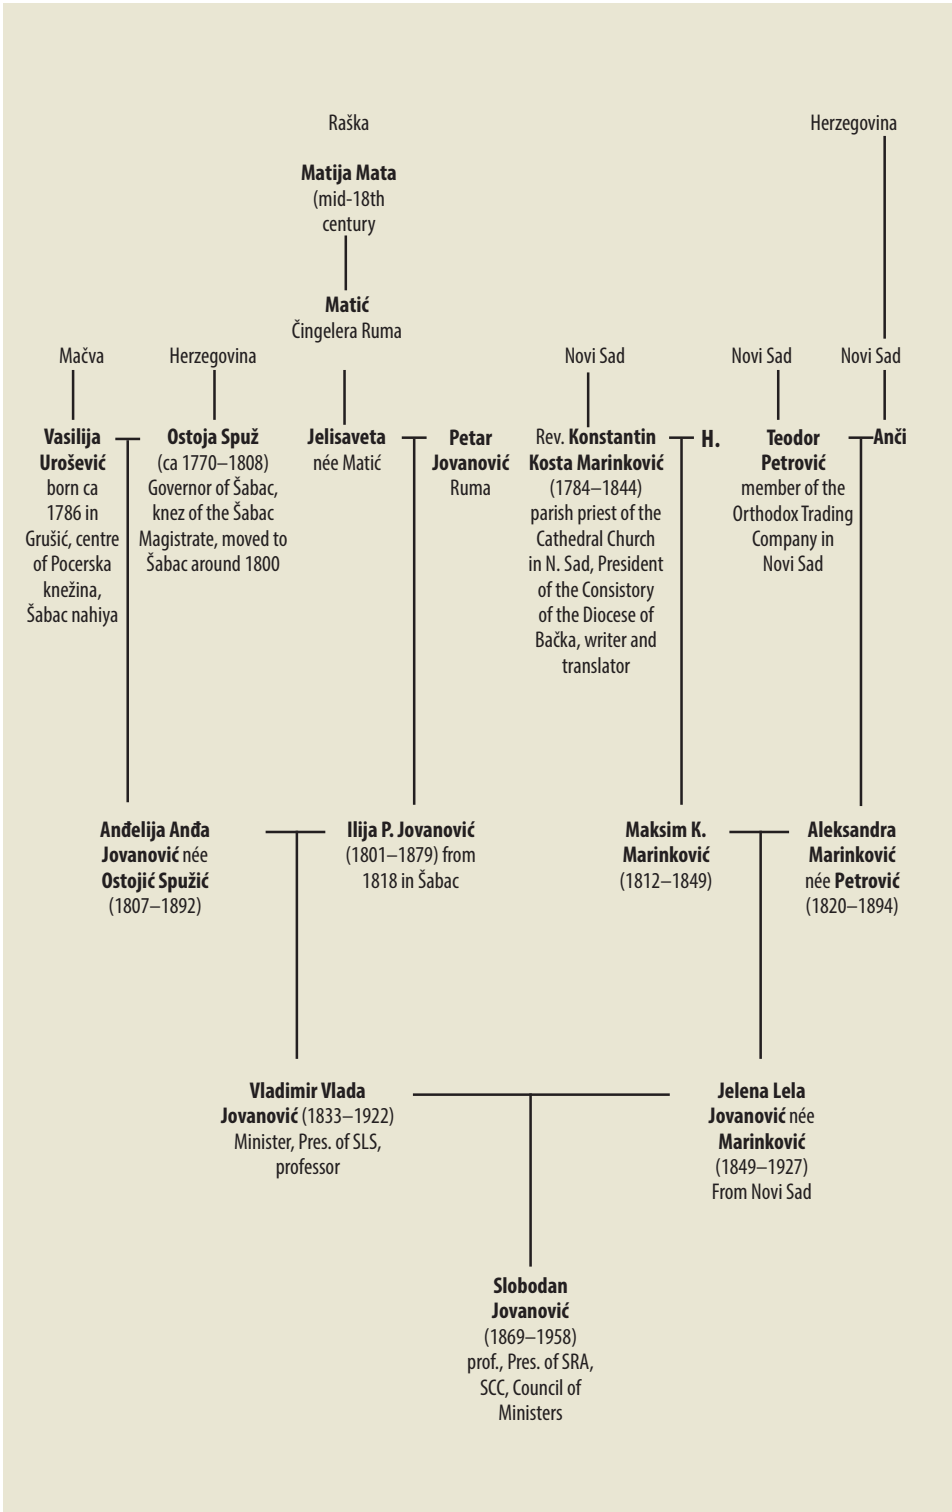 Raška
Herzegovina
Matija Mata
(mid-18th
century
Matić
Čingelera Ruma
Mačva
Herzegovina
Novi Sad
Novi Sad
Novi Sad
Vasilija
Urošević
born ca
1786 in
Grušić, centre
of Pocerska
knežina,
Šabac nahiya
Ostoja Spuž
(ca 1770–1808)
Governor of Šabac,
knez of the Šabac
Magistrate, moved to
Šabac around 1800
Jelisaveta
née Matić
Petar
Jovanović
Ruma
Rev. Konstantin
Kosta Marinković
(1784–1844)
parish priest of the
Cathedral Church
in N. Sad, President
of the Consistory
of the Diocese of
Bačka, writer and
translator
H.
Teodor
Petrović
member of the
Orthodox Trading
Company in
Novi Sad
Anči
Anđelija Anđa
Jovanović née
Ostojić Spužić
(1807–1892)
Ilija P. Jovanović
(1801–1879) from
1818 in Šabac
Maksim K.
Marinković
(1812–1849)
Aleksandra
Marinković
née Petrović
(1820–1894)
Vladimir Vlada
Jovanović (1833–1922)
Minister, Pres. of SLS,
professor
Jelena Lela
Jovanović née
Marinković
(1849–1927)
From Novi Sad
Slobodan
Jovanović
(1869–1958)
prof., Pres. of SRA,
SCC, Council of
Ministers